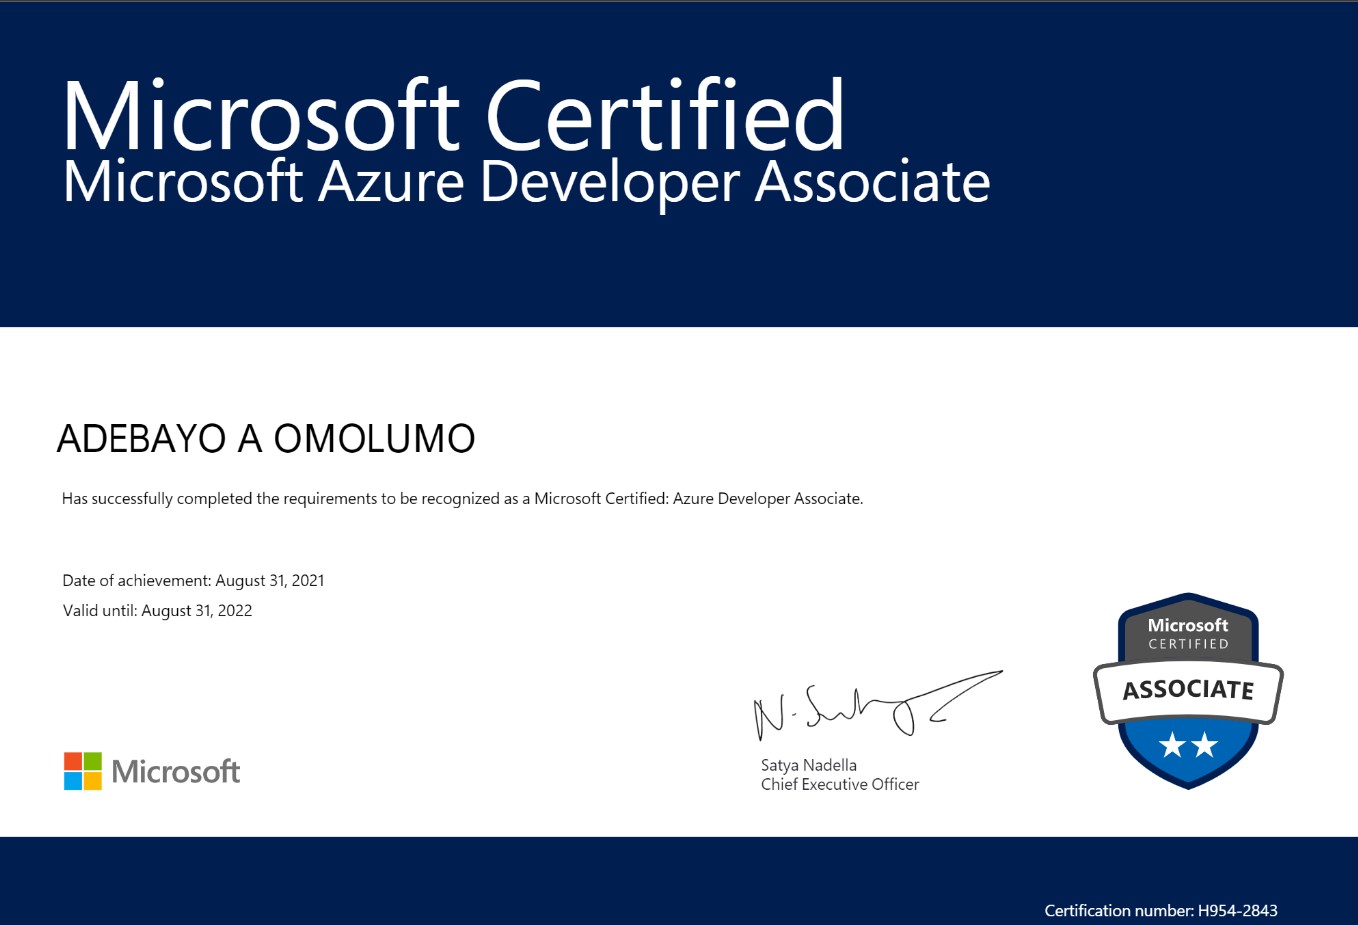 Microsoft Certified
Microsoft Azure Developer Associate
ADEBAYO A OMOLUMO
Has successfully completed the requirements to be recognized as a Microsoft Certified: Azure Developer Associate.
Date of achievement: August 31, 2021
Valid until: August 31, 2022
Microsoft
CERTIFIED
ASSOCIATE
N. Satya
Satya Nadella
Chief Executive Officer
Microsoft
Certification number: H954-2843